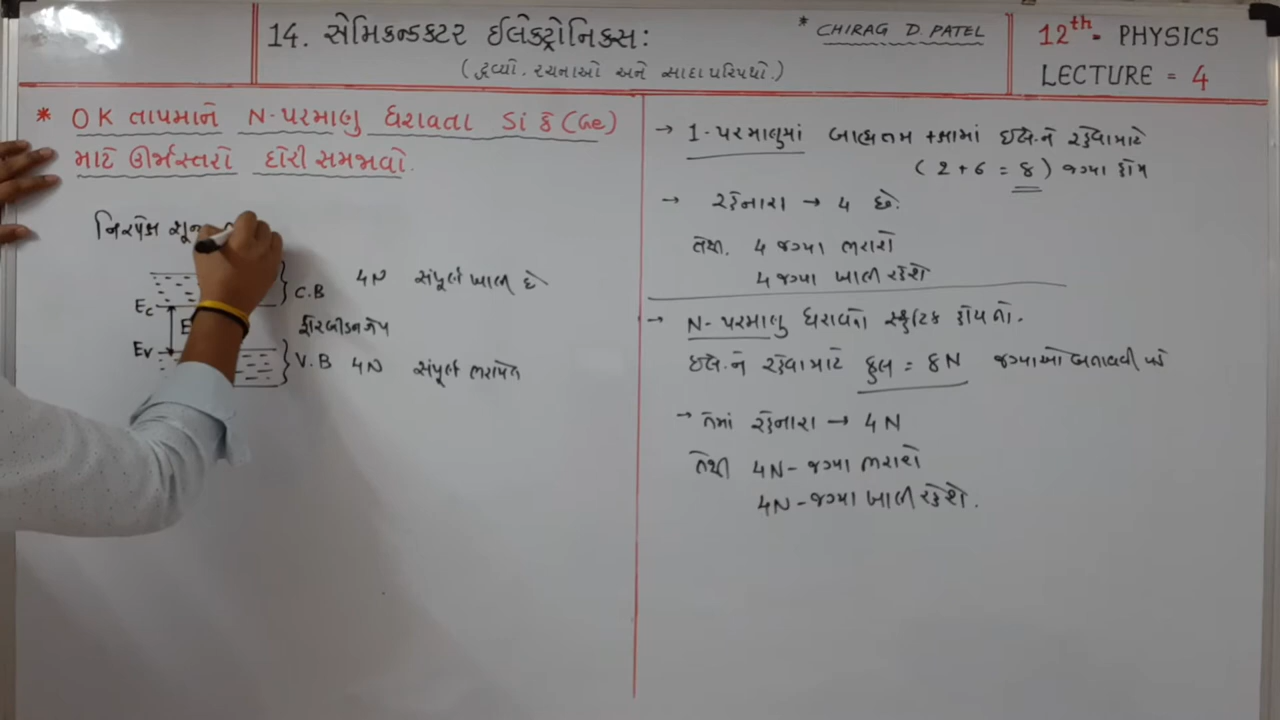 14. સેમિકન્ડક્ટર ઈલેક્ટ્રોનિક્સ:
(દ્રવ્યો, રચનાઓ અને સાદા પરિપથો.)
* CHIRAG D. PATEL
12th- PHYSICS
LECTURE = 4
* 0K તાપમાને N-પરમાણુ ધરાવતા Si કે (Ge)
માટે ઊર્જાસ્તરો દોરી સમજાવો.
નિરપેક્ષ શૂન
C.B 4N સંપૂર્ણ ખાલી છે
Ec
ફોરબીડન ગેપ
E
Ev
V.B 4N સંપૂર્ણ ભરાયેલ
→ 1-પરમાણુમાં બાહ્યતમ કક્ષામાં ઇલે.ને રહેવા માટે
(2+6 = 8) જગ્યા હોય
→ રહેનારા → 4 છે.
તેથી. 4 જગ્યા ભરાશે
4 જગ્યા ખાલી રહેશે
→ N-પરમાણુ ધરાવતો સ્ફટિક હોય તો.
ઇલે.ને રહેવા માટે કુલ = 8N જગ્યાઓ બતાવવી પડે
→ તેમાં રહેનારા → 4N
તેથી 4N-જગ્યા ભરાશે
4N-જગ્યા ખાલી રહેશે.